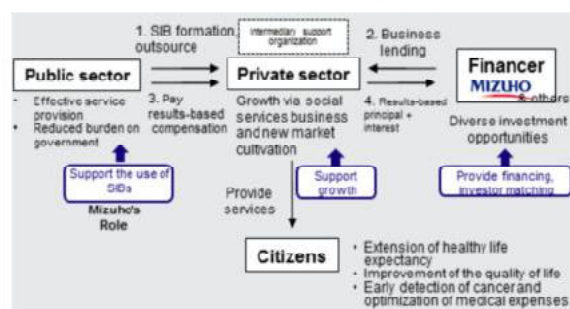 1. SIB formation,
outsource
Intermediary support
organization
2. Business
lending
Public sector
Private sector
Financer
MIZUHO
& others
- Effective service
provision
• Reduced burden on
government
3. Pay
results-based
compensation
Growth via social
services business
and new market
cultivation
4. Results-based
principal +
interest
Diverse investment
opportunities
Support the use of
SIBs
Mizuho's
Role
Support
growth
Provide financing,
investor matching
Provide
services
Citizens
• Extension of healthy life
expectancy
- Improvement of the quality of life
• Early detection of cancer and
optimization of medical expenses